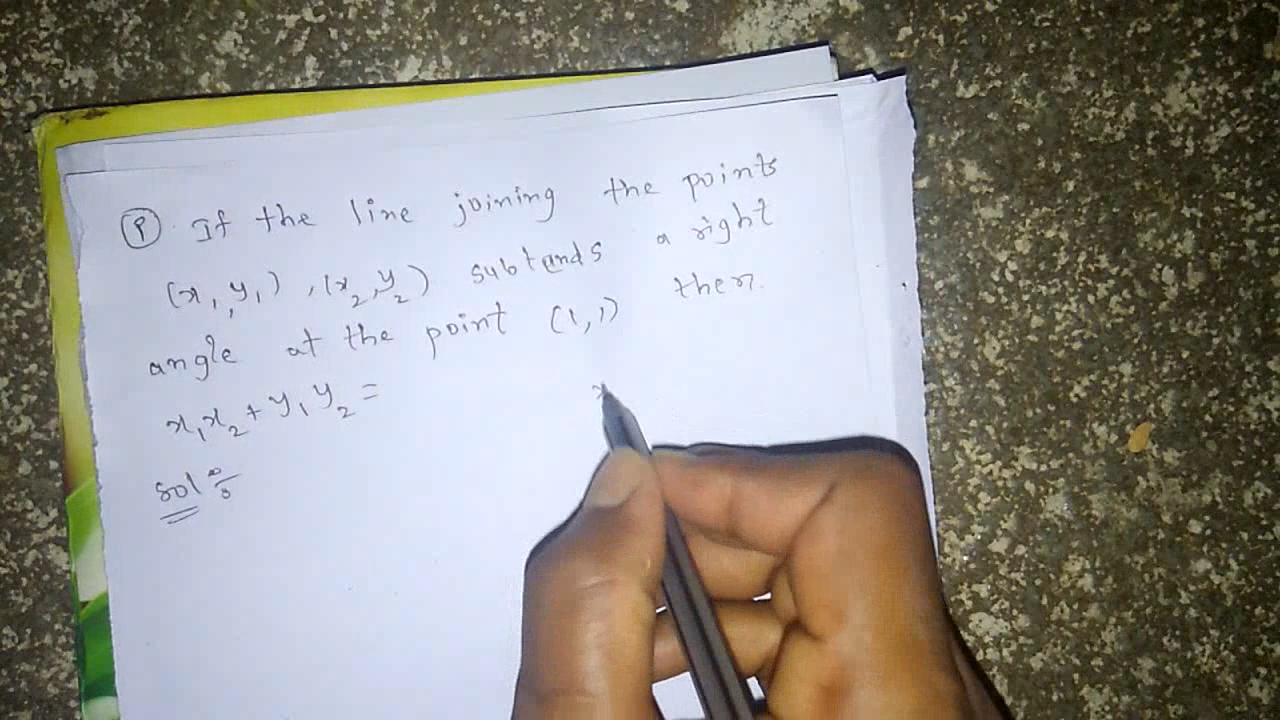 P. If the line joining the points
(x₁, y₁), (x₂, y₂) subtends a right
angle at the point (1,1) then.
x₁x₂ + y₁y₂ =
sol:
x